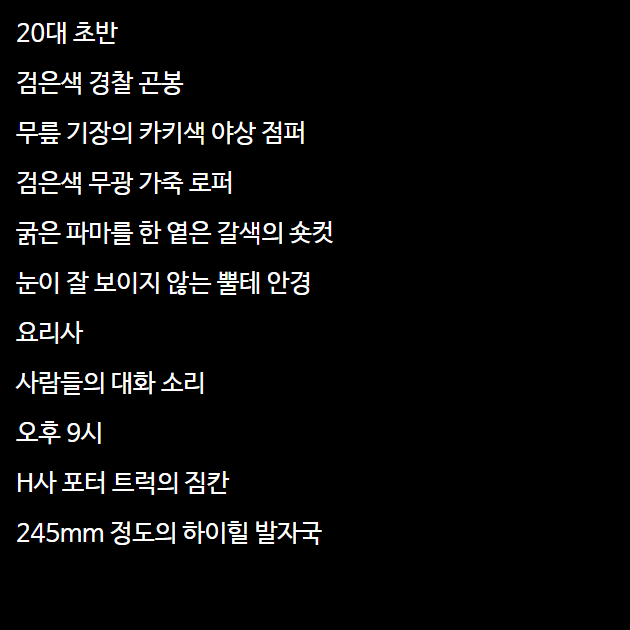 20대 초반
검은색 경찰 곤봉
무릎 기장의 카키색 야상 점퍼
검은색 무광 가죽 로퍼
굵은 파마를 한 옅은 갈색의 숏컷
눈이 잘 보이지 않는 뿔테 안경
요리사
사람들의 대화 소리
오후 9시
H사 포터 트럭의 짐칸
245mm 정도의 하이힐 발자국